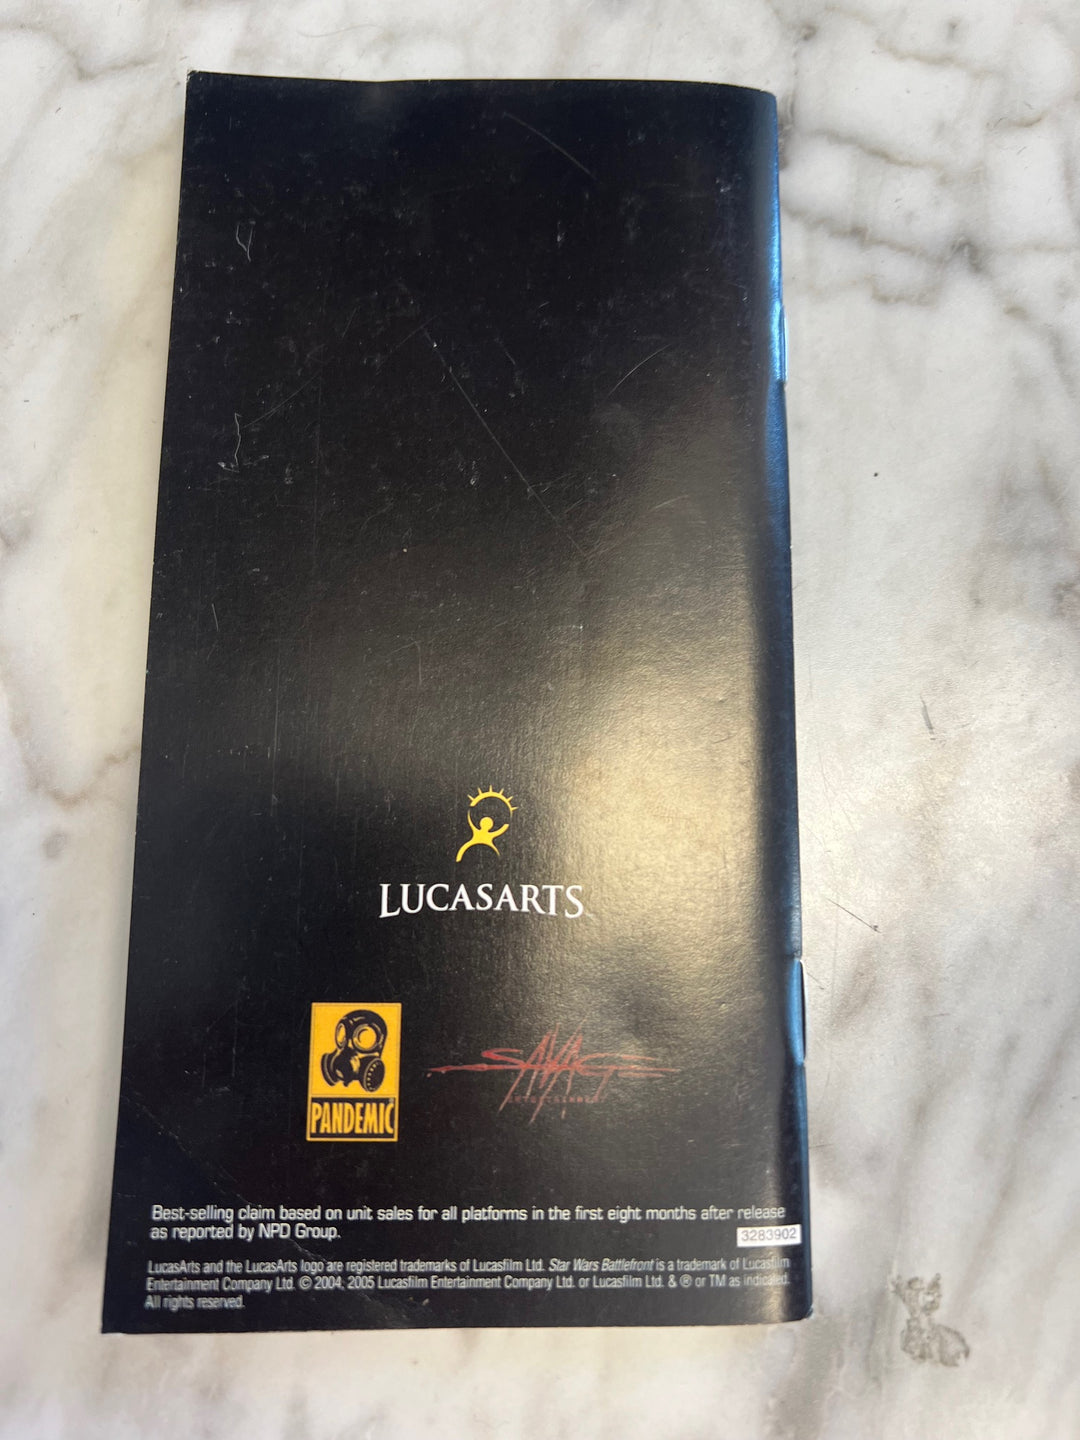 LUCASARTS
PANDEMIC
SAVAGE
ENTERTAINMENT
Best-selling claim based on unit sales for all platforms in the first eight months after release
as reported by NPD Group.
3283902
LucasArts and the LucasArts logo are registered trademarks of Lucasfilm Ltd. Star Wars Battlefront is a trademark of Lucasfilm
Entertainment Company Ltd. © 2004, 2005 Lucasfilm Entertainment Company Ltd. or Lucasfilm Ltd. & ® or TM as indicated.
All rights reserved.